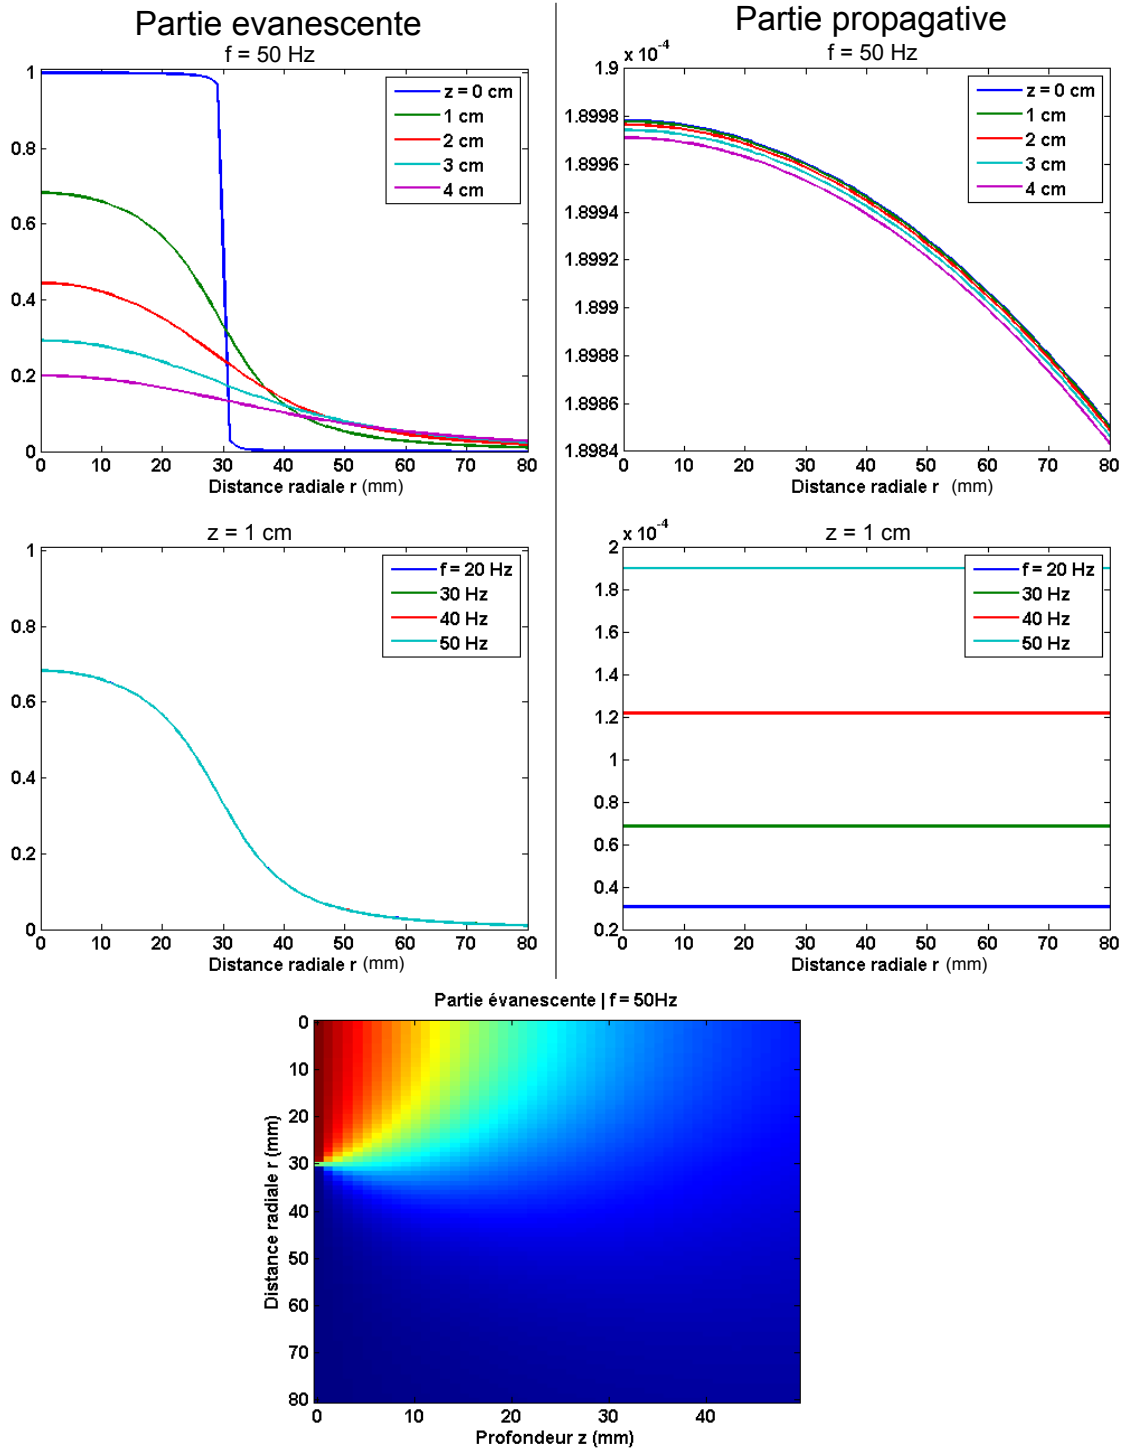 Partie evanescente
f = 50 Hz
1
0.8
0.6
0.4
0.2
0
0 10 20 30 40 50 60 70 80
Distance radiale r (mm)
z = 0 cm
1 cm
2 cm
3 cm
4 cm
Partie propagative
f = 50 Hz
x 10⁻⁴
1.9
1.8998
1.8996
1.8994
1.8992
1.899
1.8988
1.8986
1.8984
0 10 20 30 40 50 60 70 80
Distance radiale r (mm)
z = 0 cm
1 cm
2 cm
3 cm
4 cm
z = 1 cm
1
0.8
0.6
0.4
0.2
0
0 10 20 30 40 50 60 70 80
Distance radiale r (mm)
f = 20 Hz
30 Hz
40 Hz
50 Hz
z = 1 cm
x 10⁻⁴
2
1.8
1.6
1.4
1.2
1
0.8
0.6
0.4
0.2
0 10 20 30 40 50 60 70 80
Distance radiale r (mm)
f = 20 Hz
30 Hz
40 Hz
50 Hz
Partie évanescente | f = 50Hz
Distance radiale r (mm)
0
10
20
30
40
50
60
70
80
0 10 20 30 40
Profondeur z (mm)